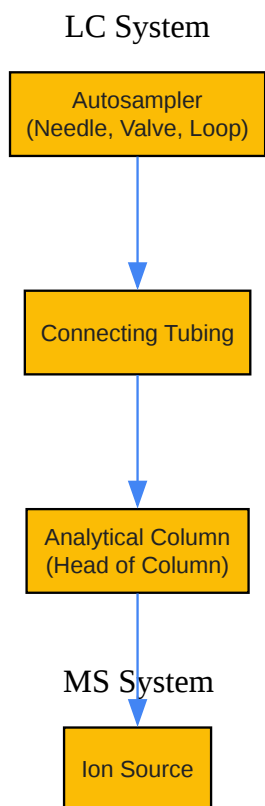 LC System
Autosampler
(Needle, Valve, Loop)
Connecting Tubing
Analytical Column
(Head of Column)
MS System
Ion Source